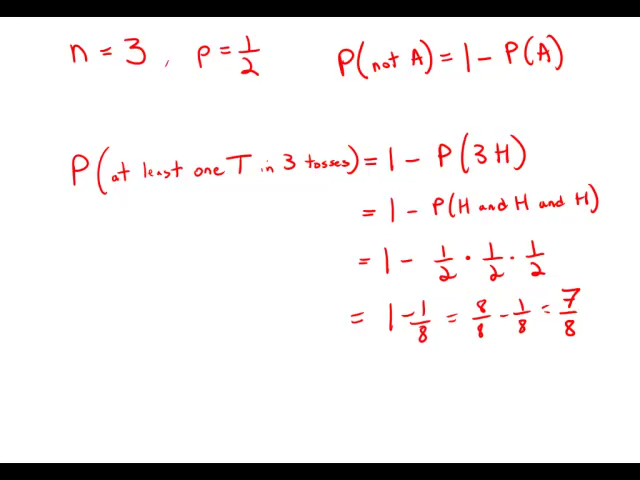 n = 3 , p = 1/2 P(not A) = 1 - P(A)
P(at least one T in 3 tosses) = 1 - P(3H)
= 1 - P(H and H and H)
= 1 - 1/2 · 1/2 · 1/2
= 1 - 1/8 = 8/8 - 1/8 = 7/8